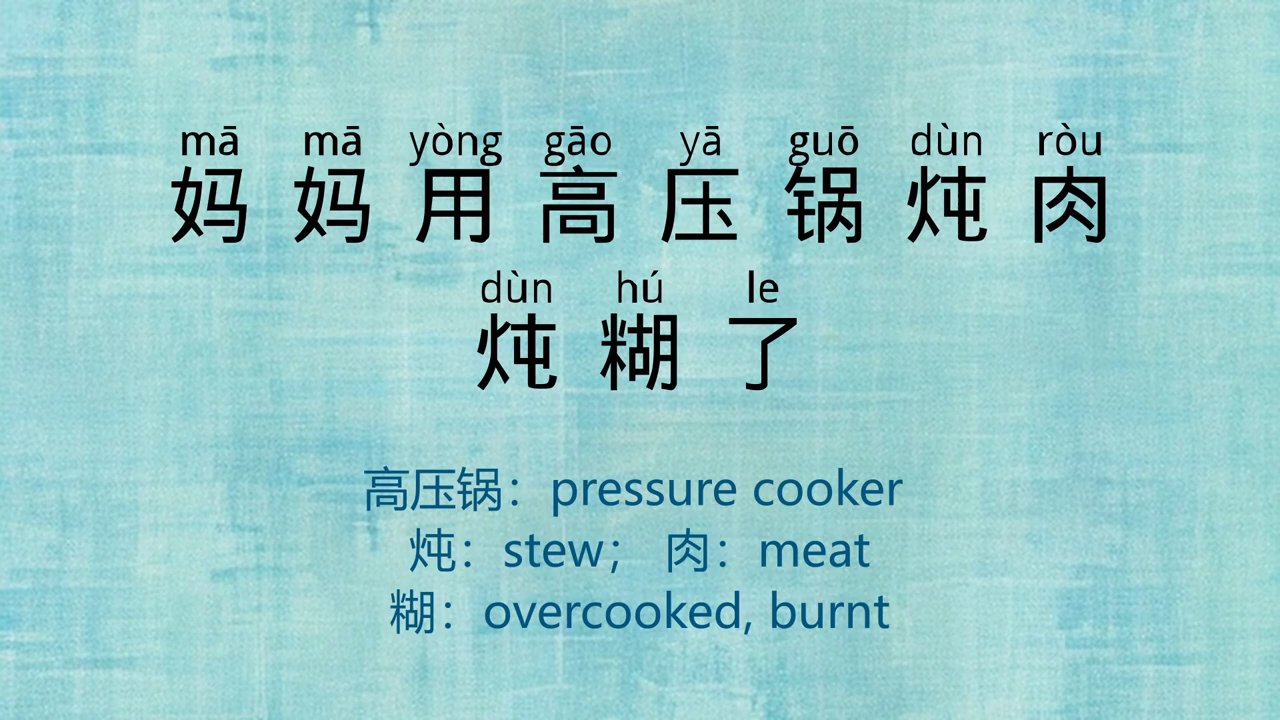 mā mā yòng gāo yā guō dùn ròu
妈 妈 用 高 压 锅 炖 肉
dùn hú le
炖 糊 了
高压锅：pressure cooker
炖：stew； 肉：meat
糊：overcooked, burnt